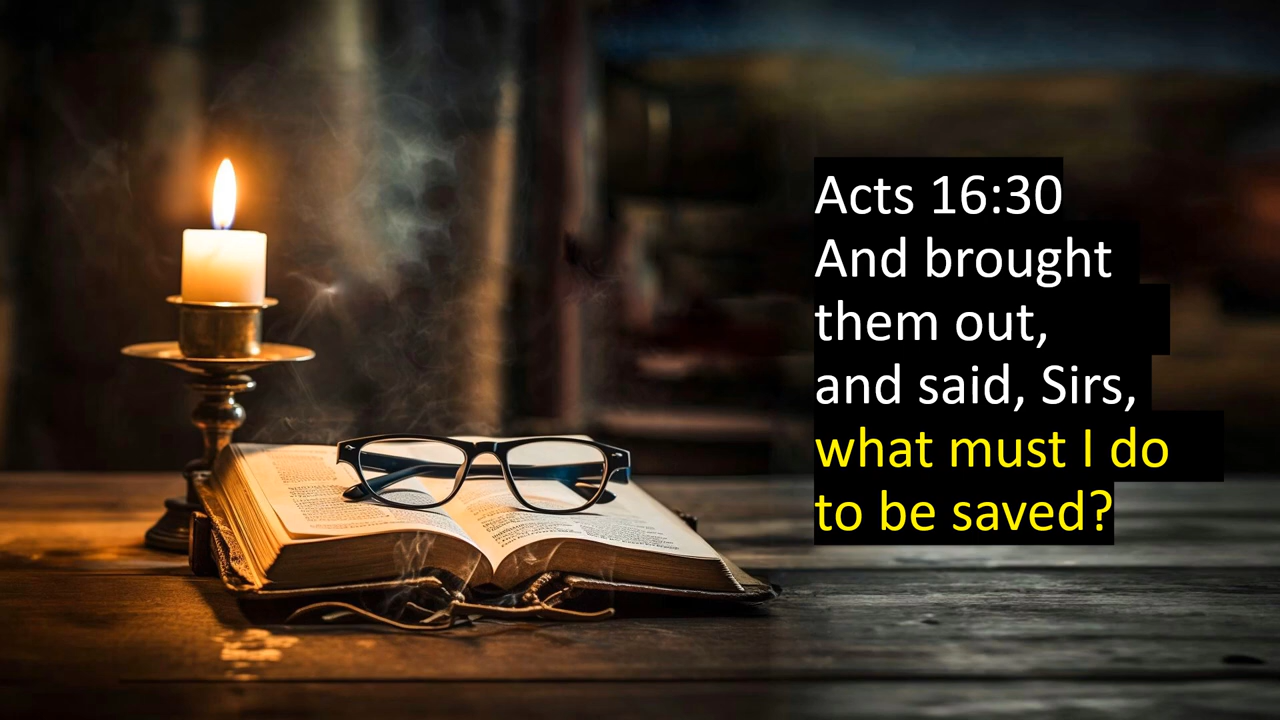 Acts 16:30
And brought
them out,
and said, Sirs,
what must I do
to be saved?